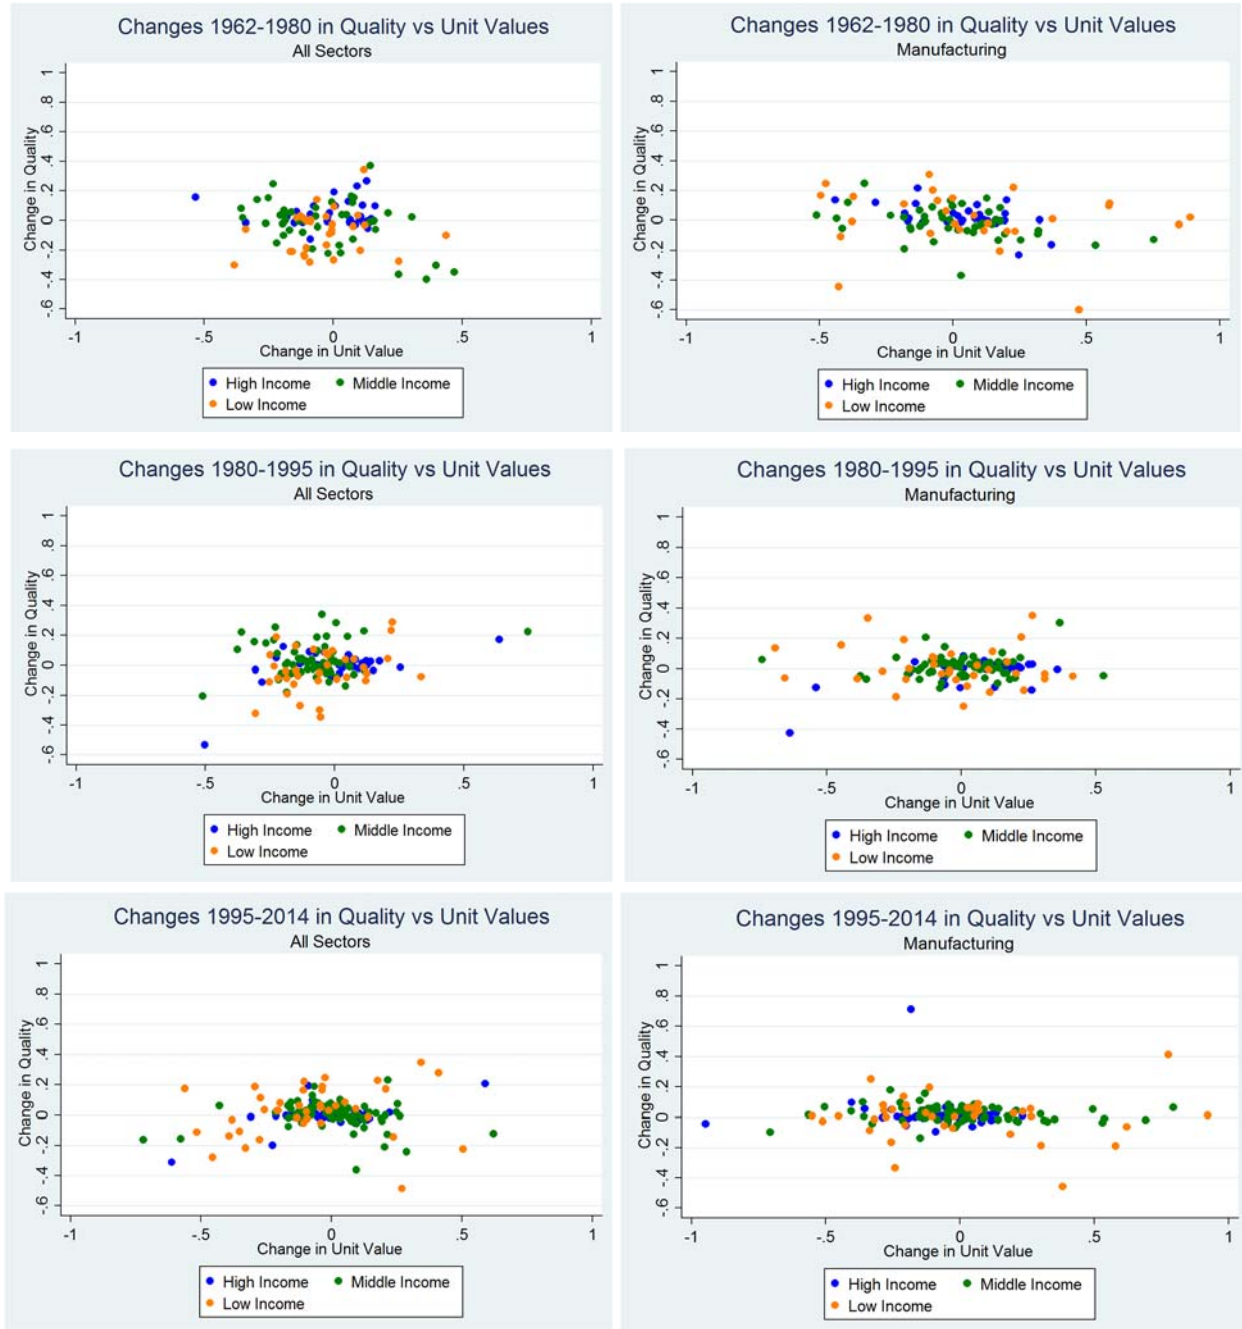 Changes 1962-1980 in Quality vs Unit Values
All Sectors
Change in Quality
1
.8
.6
.4
.2
0
-.2
-.4
-.6
-1
-.5
0
.5
1
Change in Unit Value
High Income
Middle Income
Low Income
Changes 1962-1980 in Quality vs Unit Values
Manufacturing
Change in Quality
1
.8
.6
.4
.2
0
-.2
-.4
-.6
-1
-.5
0
.5
1
Change in Unit Value
High Income
Middle Income
Low Income
Changes 1980-1995 in Quality vs Unit Values
All Sectors
Change in Quality
1
.8
.6
.4
.2
0
-.2
-.4
-.6
-1
-.5
0
.5
1
Change in Unit Value
High Income
Middle Income
Low Income
Changes 1980-1995 in Quality vs Unit Values
Manufacturing
Change in Quality
1
.8
.6
.4
.2
0
-.2
-.4
-.6
-1
-.5
0
.5
1
Change in Unit Value
High Income
Middle Income
Low Income
Changes 1995-2014 in Quality vs Unit Values
All Sectors
Change in Quality
1
.8
.6
.4
.2
0
-.2
-.4
-.6
-1
-.5
0
.5
1
Change in Unit Value
High Income
Middle Income
Low Income
Changes 1995-2014 in Quality vs Unit Values
Manufacturing
Change in Quality
1
.8
.6
.4
.2
0
-.2
-.4
-.6
-1
-.5
0
.5
1
Change in Unit Value
High Income
Middle Income
Low Income